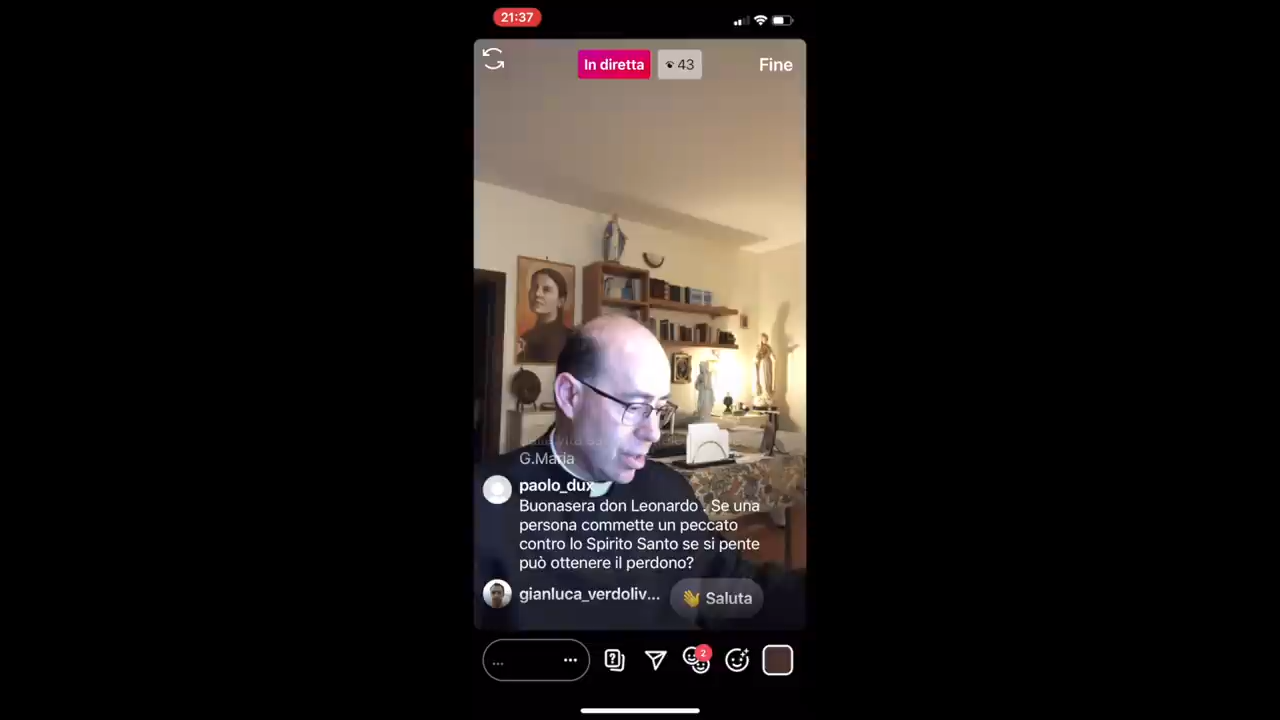 21:37
In diretta
43
Fine
G.Maria
paolo_dux
Buonasera don Leonardo . Se una
persona commette un peccato
contro lo Spirito Santo se si pente
può ottenere il perdono?
gianluca_verdoliv...
👋 Saluta
...
2